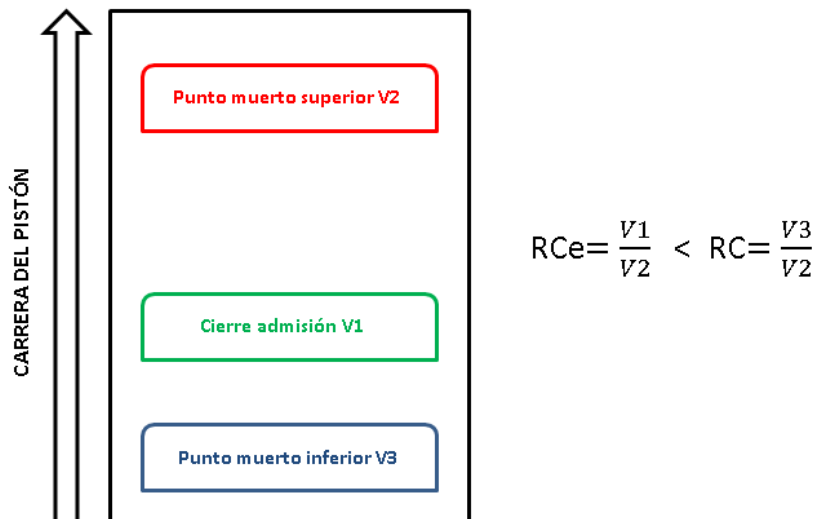 CARRERA DEL PISTÓN
Punto muerto superior V2
Cierre admisión V1
Punto muerto inferior V3
RCe= V1/V2 < RC= V3/V2